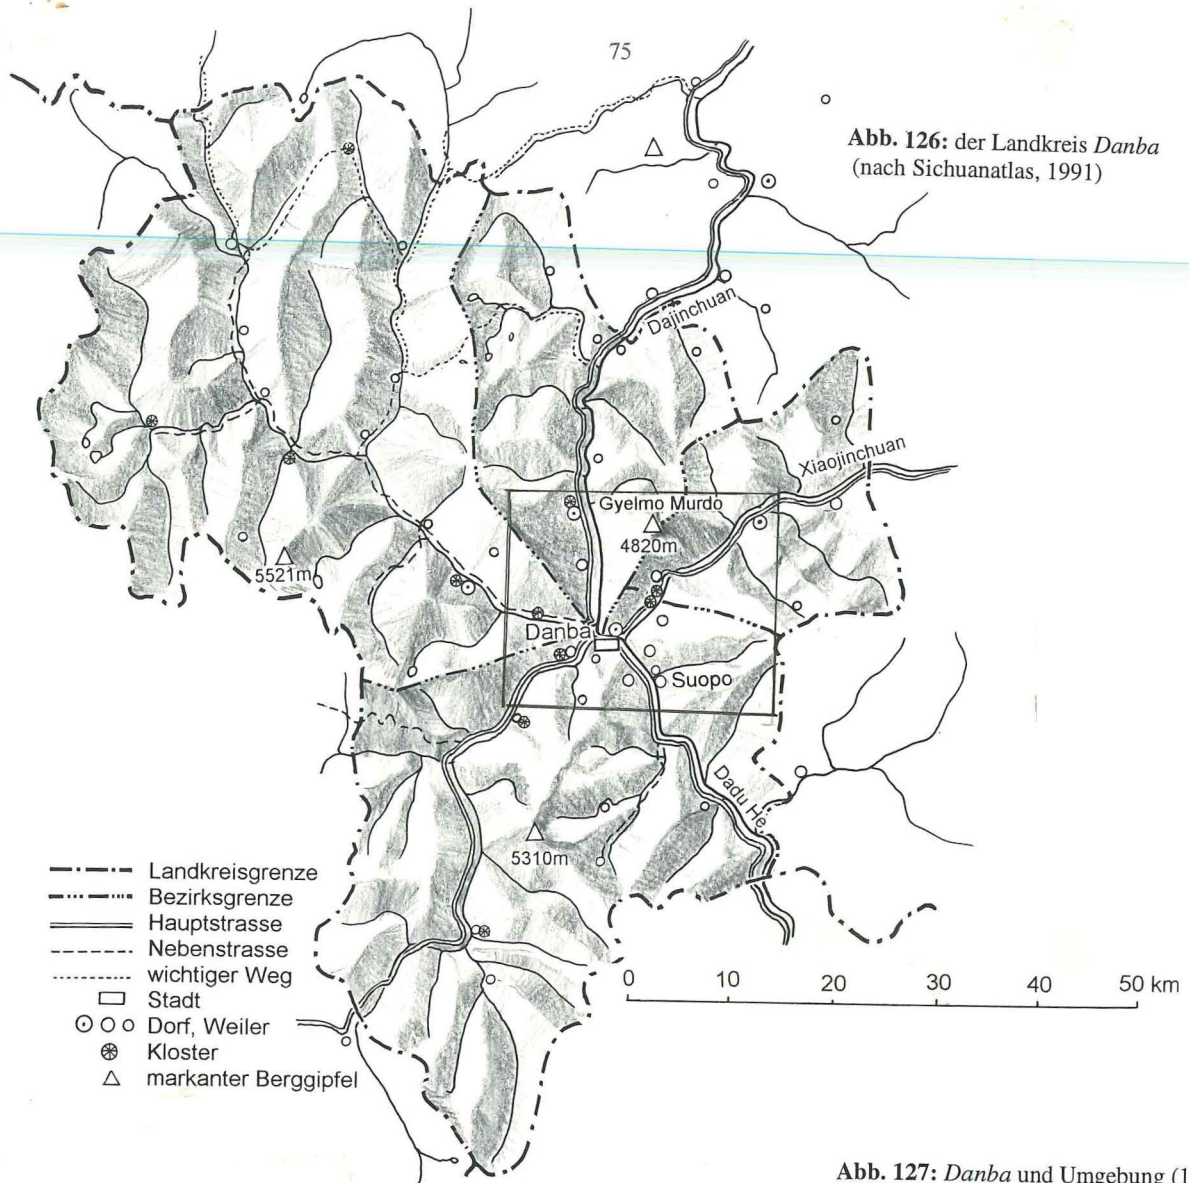 75
Abb. 126: der Landkreis Danba
(nach Sichuanatlas, 1991)
Dajinchuan
Xiaojinchuan
Gyelmo Murdo
4820m
5521m
Danba
Suopo
Dadu He
5310m
Landkreisgrenze
Bezirksgrenze
Hauptstrasse
Nebenstrasse
wichtiger Weg
Stadt
Dorf, Weiler
Kloster
markanter Berggipfel
0 10 20 30 40 50 km
Abb. 127: Danba und Umgebung (1